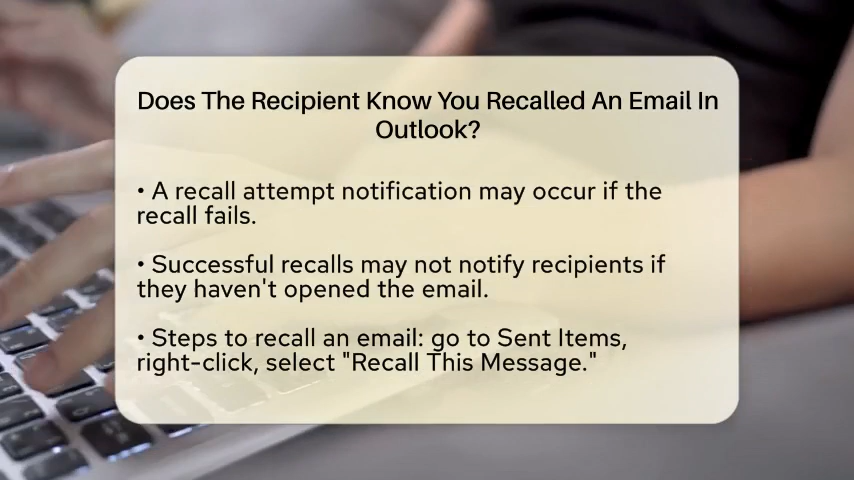 Does The Recipient Know You Recalled An Email In
Outlook?
• A recall attempt notification may occur if the
recall fails.
• Successful recalls may not notify recipients if
they haven't opened the email.
• Steps to recall an email: go to Sent Items,
right-click, select "Recall This Message."